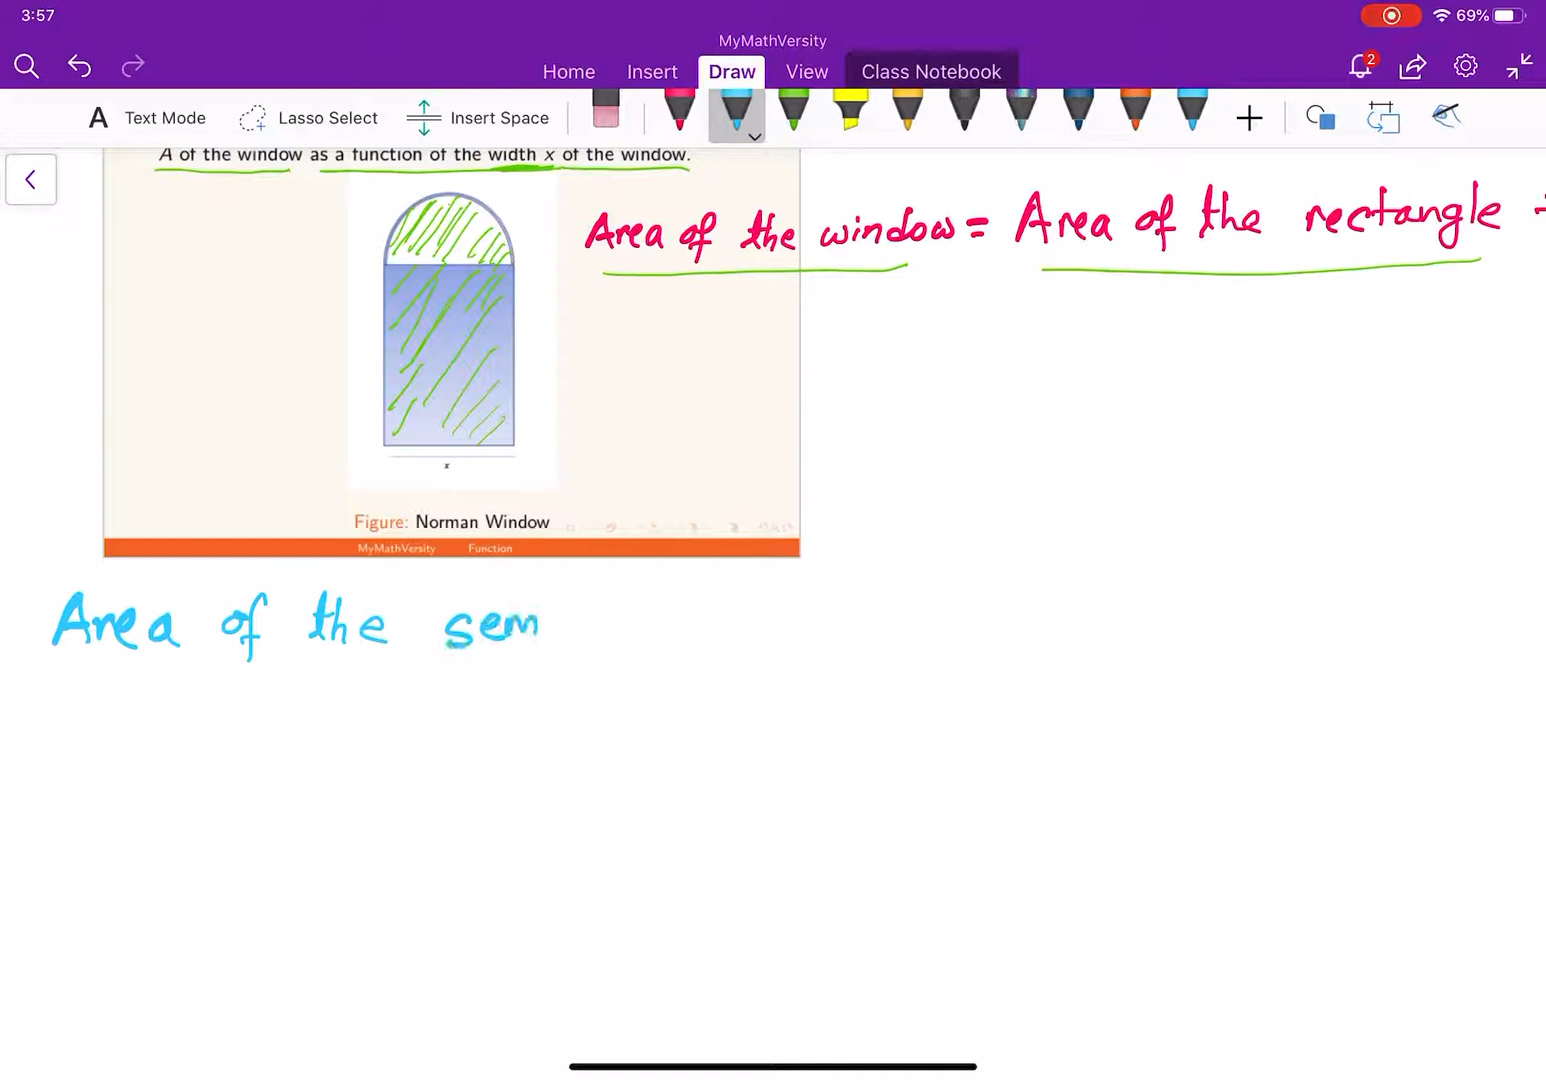 3:57
69%
MyMathVersity
Home Insert Draw View Class Notebook
2
A Text Mode Lasso Select Insert Space
A of the window as a function of the width x of the window.
Area of the window = Area of the rectangle +
x
Figure: Norman Window
MyMathVersity Function
Area of the sem